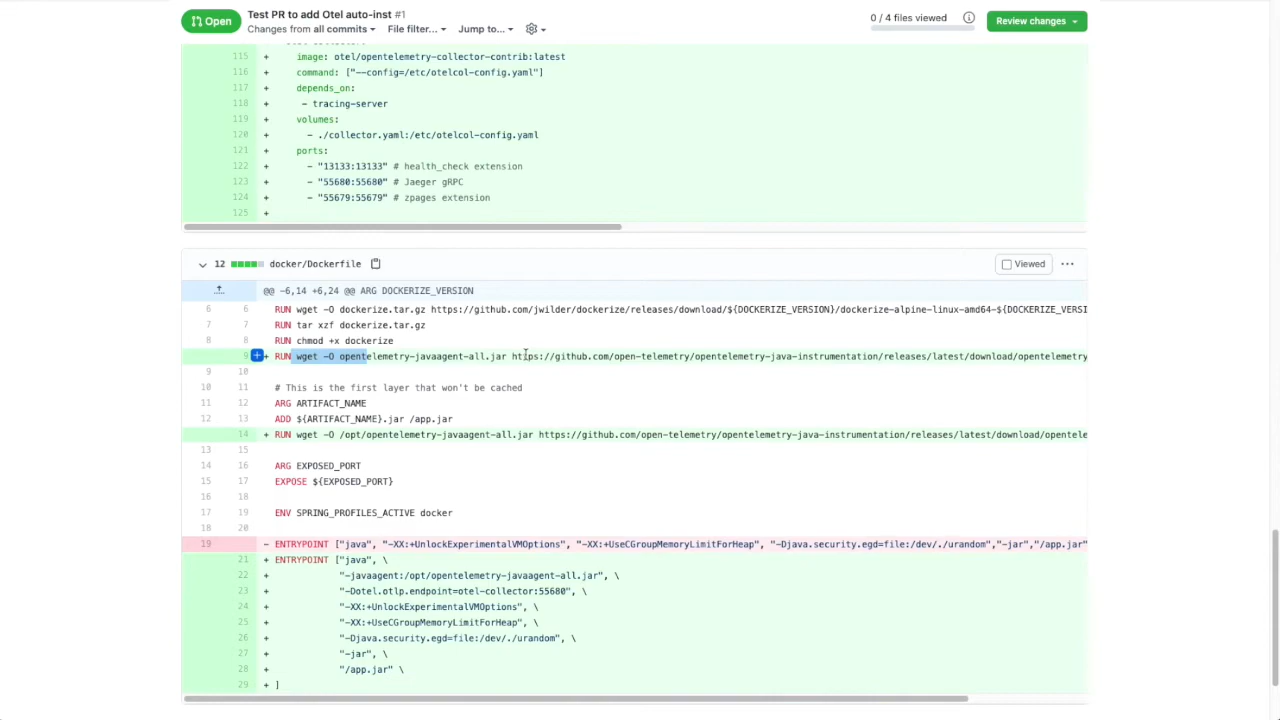 Open
Test PR to add Otel auto-inst #1
Changes from all commits
File filter...
Jump to...
0 / 4 files viewed
Review changes
115 + image: otel/opentelemetry-collector-contrib:latest
116 + command: ["--config=/etc/otelcol-config.yaml"]
117 + depends_on:
118 + - tracing-server
119 + volumes:
120 + - ./collector.yaml:/etc/otelcol-config.yaml
121 + ports:
122 + - "13133:13133" # health_check extension
123 + - "55680:55680" # Jaeger gRPC
124 + - "55679:55679" # zpages extension
125 +
12 docker/Dockerfile
Viewed
@@ -6,14 +6,24 @@ ARG DOCKERIZE_VERSION
6 6 RUN wget -O dockerize.tar.gz https://github.com/jwilder/dockerize/releases/download/${DOCKERIZE_VERSION}/dockerize-alpine-linux-amd64-${DOCKERIZE_VERSI
7 7 RUN tar xzf dockerize.tar.gz
8 8 RUN chmod +x dockerize
9 + RUN wget -O opentelemetry-javaagent-all.jar https://github.com/open-telemetry/opentelemetry-java-instrumentation/releases/latest/download/opentelemetry
9 10
10 11 # This is the first layer that won't be cached
11 12 ARG ARTIFACT_NAME
12 13 ADD ${ARTIFACT_NAME}.jar /app.jar
14 + RUN wget -O /opt/opentelemetry-javaagent-all.jar https://github.com/open-telemetry/opentelemetry-java-instrumentation/releases/latest/download/opentele
13 15
14 16 ARG EXPOSED_PORT
15 17 EXPOSE ${EXPOSED_PORT}
16 18
17 19 ENV SPRING_PROFILES_ACTIVE docker
18 20
19 - ENTRYPOINT ["java", "-XX:+UnlockExperimentalVMOptions", "-XX:+UseCGroupMemoryLimitForHeap", "-Djava.security.egd=file:/dev/./urandom","-jar","/app.jar"
21 + ENTRYPOINT ["java", \
22 + "-javaagent:/opt/opentelemetry-javaagent-all.jar", \
23 + "-Dotel.otlp.endpoint=otel-collector:55680", \
24 + "-XX:+UnlockExperimentalVMOptions", \
25 + "-XX:+UseCGroupMemoryLimitForHeap", \
26 + "-Djava.security.egd=file:/dev/./urandom", \
27 + "-jar", \
28 + "/app.jar" \
29 + ]